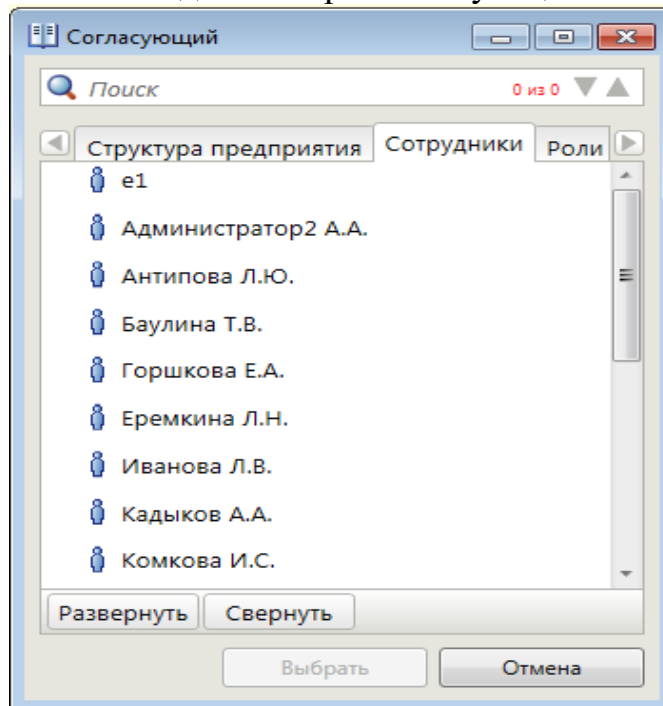 Согласующий
Поиск 0 из 0
Структура предприятия Сотрудники Роли
e1
Администратор2 А.А.
Антипова Л.Ю.
Баулина Т.В.
Горшкова Е.А.
Еремкина Л.Н.
Иванова Л.В.
Кадыков А.А.
Комкова И.С.
Развернуть Свернуть
Выбрать Отмена